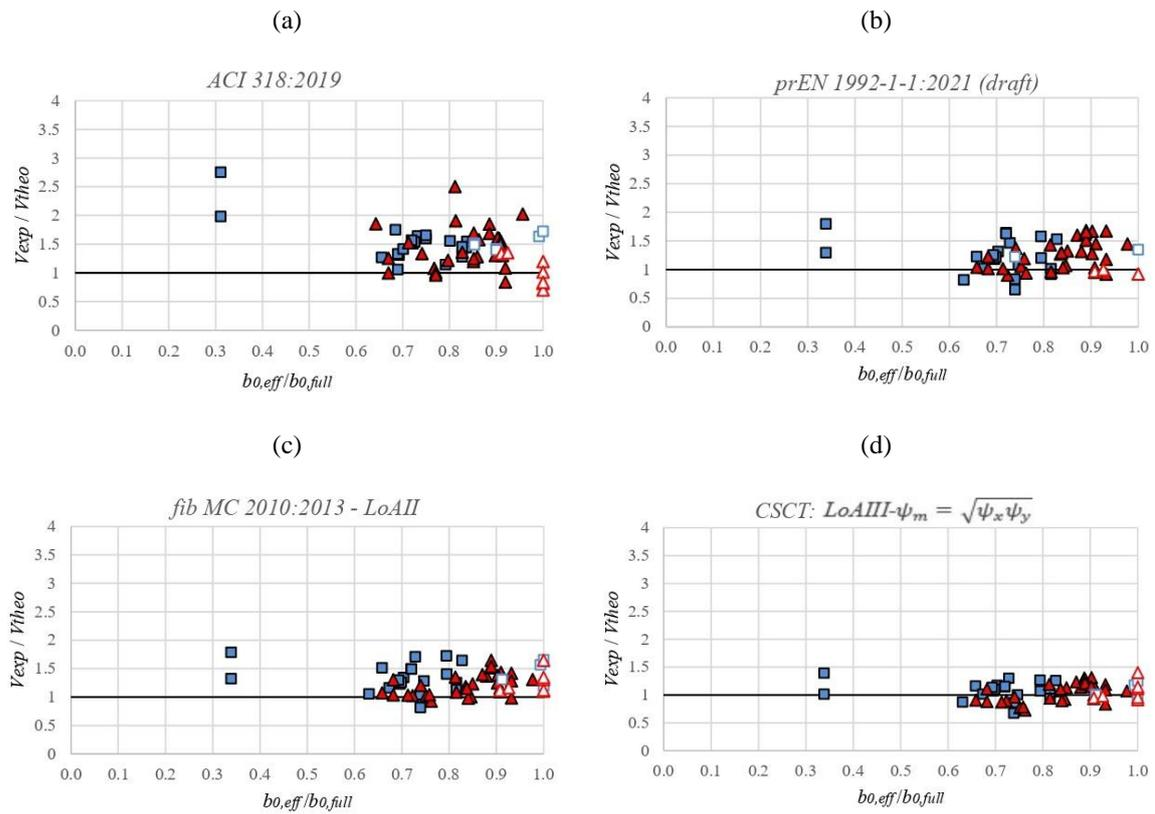 (a)
ACI 318:2019
Vexp / Vtheo
4
3.5
3
2.5
2
1.5
1
0.5
0
0.0 0.1 0.2 0.3 0.4 0.5 0.6 0.7 0.8 0.9 1.0
b0,eff/b0,full
(b)
prEN 1992-1-1:2021 (draft)
Vexp / Vtheo
4
3.5
3
2.5
2
1.5
1
0.5
0
0.0 0.1 0.2 0.3 0.4 0.5 0.6 0.7 0.8 0.9 1.0
b0,eff/b0,full
(c)
fib MC 2010:2013 - LoAII
Vexp / Vtheo
4
3.5
3
2.5
2
1.5
1
0.5
0
0.0 0.1 0.2 0.3 0.4 0.5 0.6 0.7 0.8 0.9 1.0
b0,eff/b0,full
(d)
CSCT: LoAIII-ψm = √ψxψy
Vexp / Vtheo
4
3.5
3
2.5
2
1.5
1
0.5
0
0.0 0.1 0.2 0.3 0.4 0.5 0.6 0.7 0.8 0.9 1.0
b0,eff/b0,full